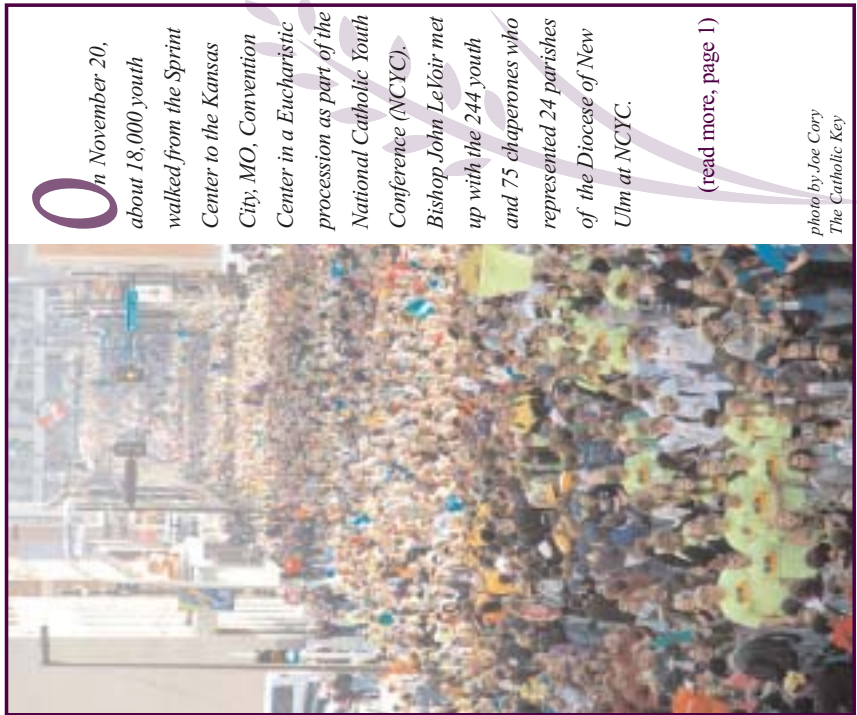 On November 20,
about 18,000 youth
walked from the Sprint
Center to the Kansas
City, MO, Convention
Center in a Eucharistic
procession as part of the
National Catholic Youth
Conference (NCYC).
Bishop John LeVoir met
up with the 244 youth
and 75 chaperones who
represented 24 parishes
of the Diocese of New
Ulm at NCYC.
(read more, page 1)
photo by Joe Cory
The Catholic Key